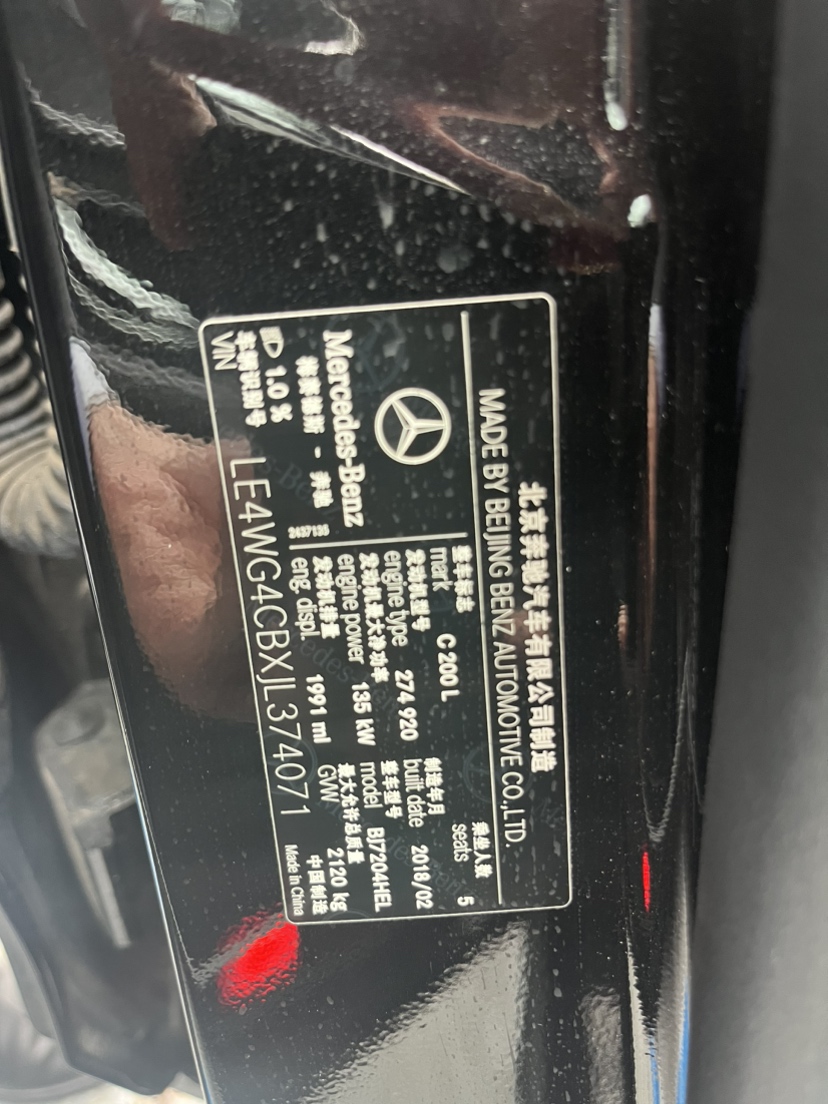 北京奔驰汽车有限公司制造
MADE BY BEIJING BENZ AUTOMOTIVE CO.,LTD.
乘坐人数
seats 5
整车标志
mark C 200 L
制造年月
built date 2018/02
发动机型号
engine type 274 920
整车型号
model BJ7204HEL
发动机最大净功率
engine power 135 kW
最大允许总质量
GVW 2120 kg
发动机排量
eng. displ. 1991 ml
中国制造
Made in China
Mercedes-Benz
梅赛德斯 - 奔驰
2437135
1.0 %
车辆识别号
VIN LE4WG4CBXJL374071